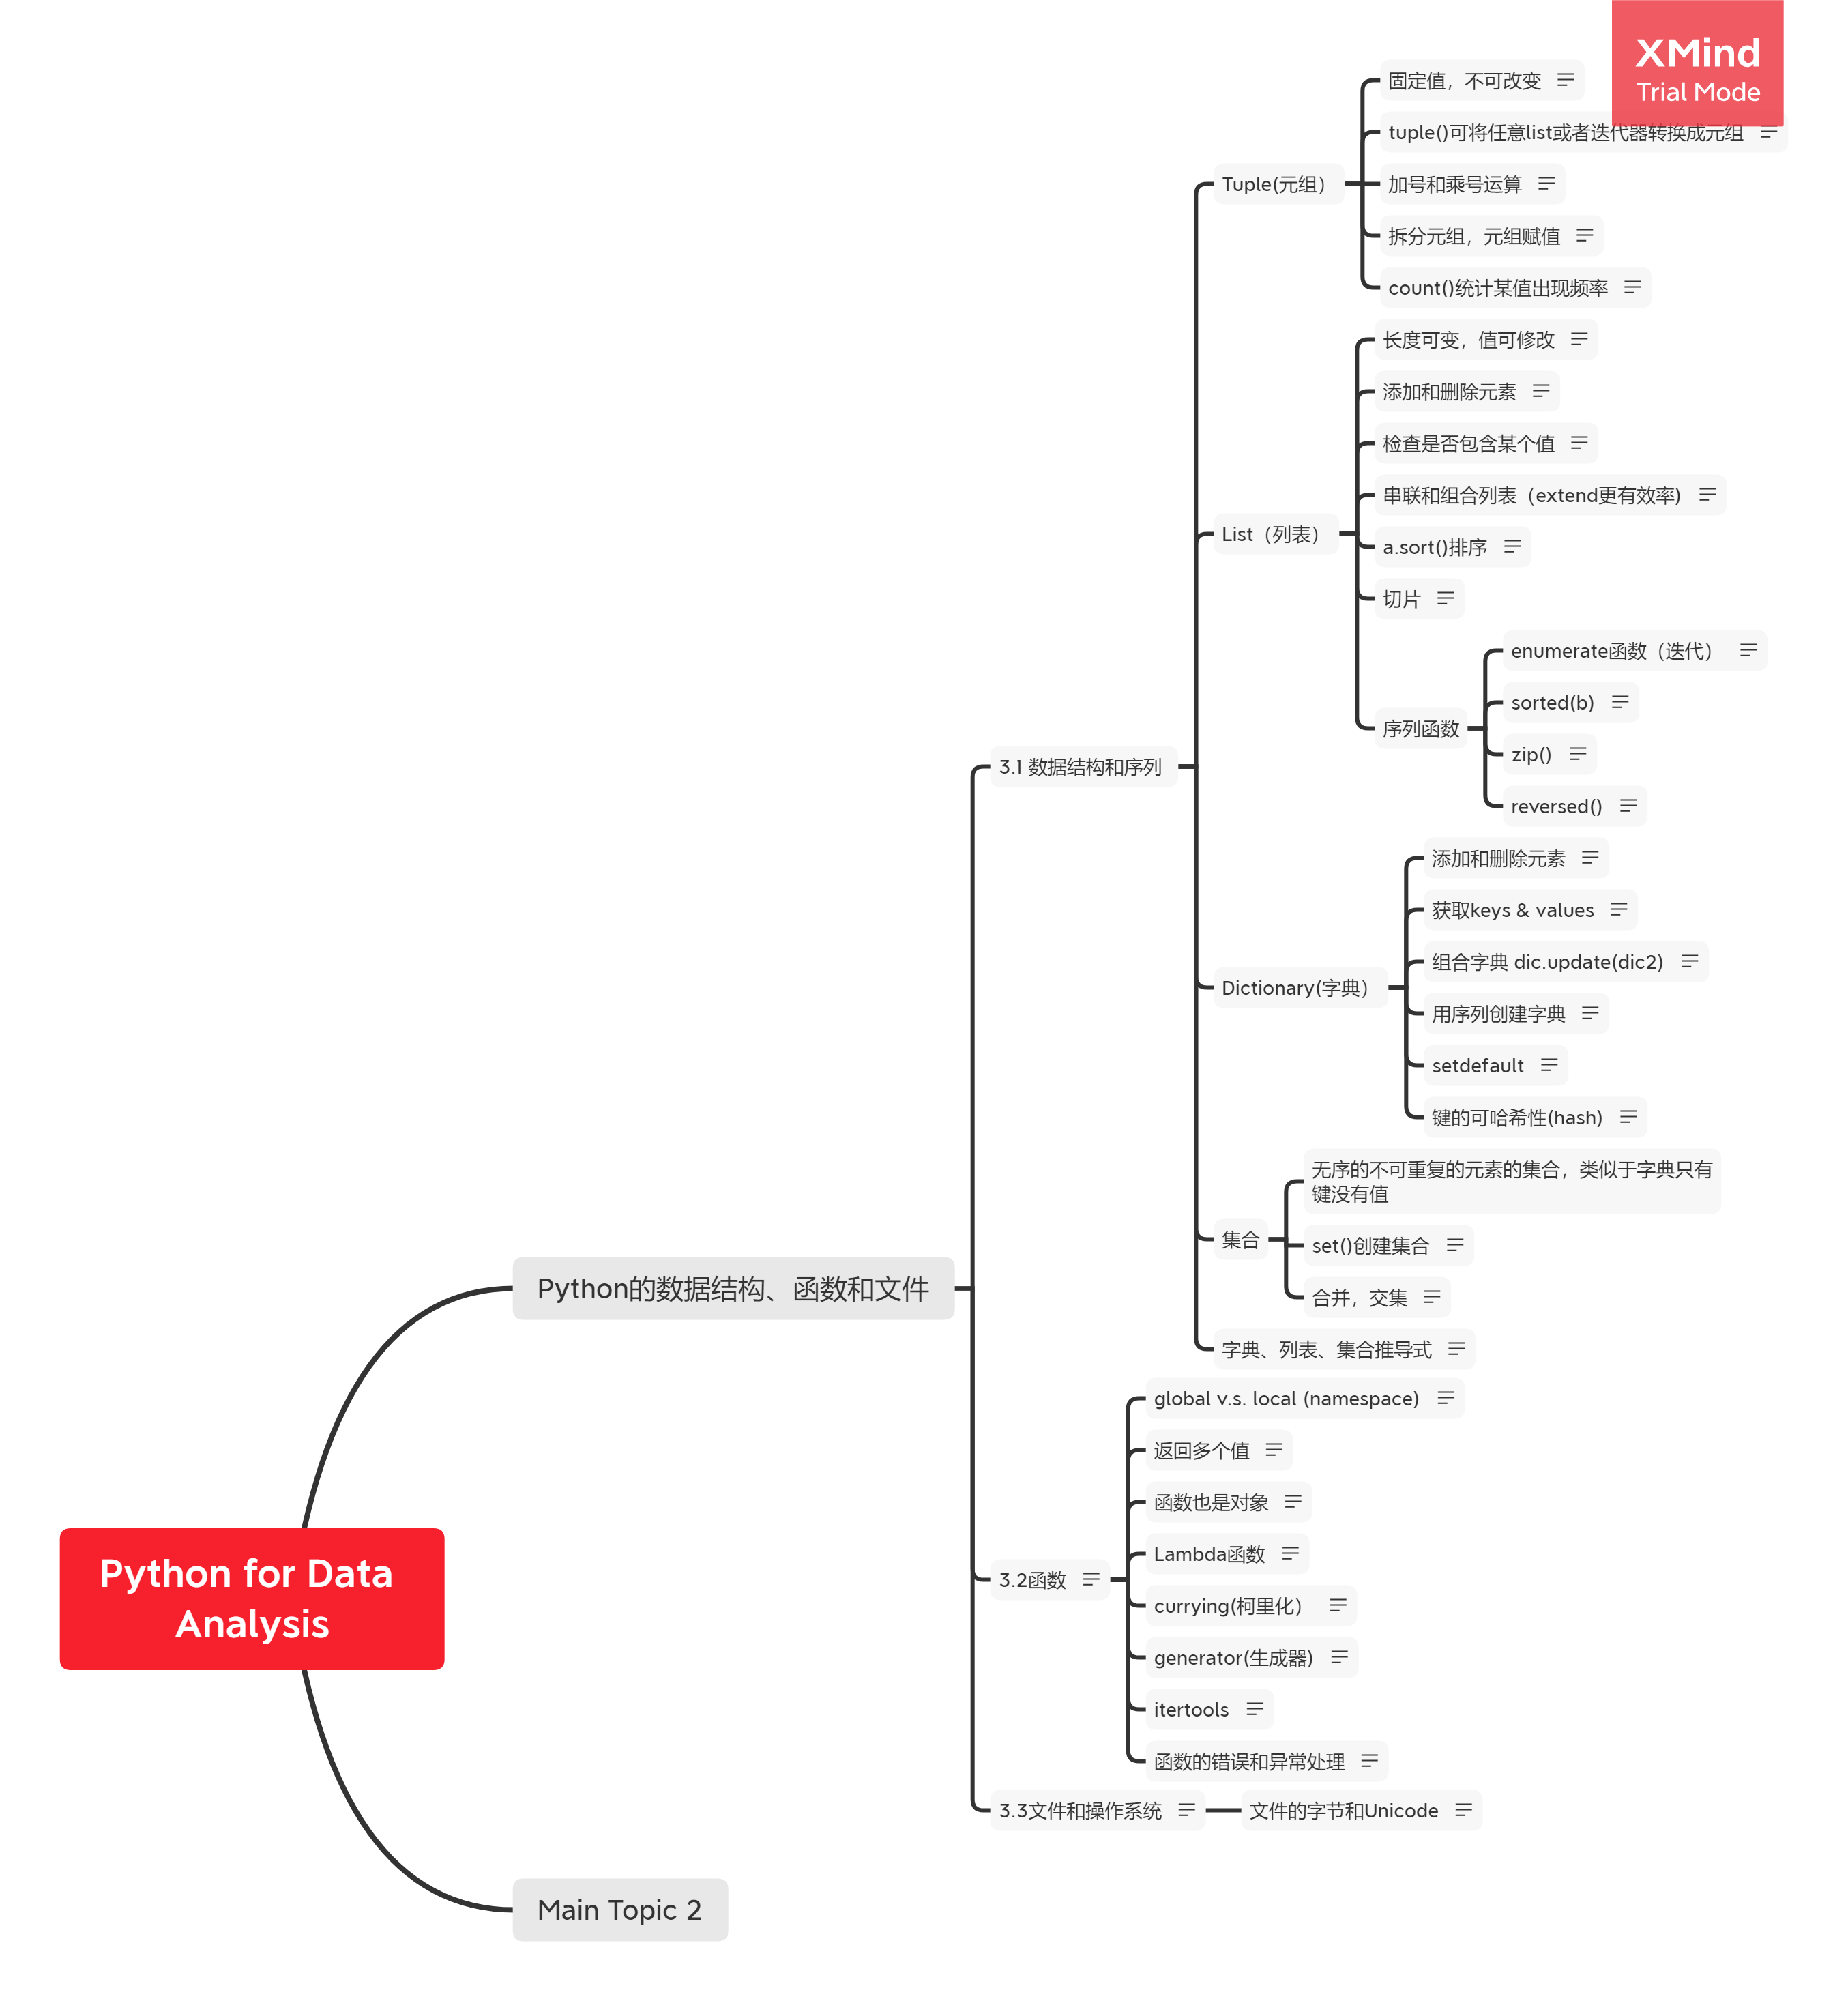 XMind
Trial Mode
固定值，不可改变
tuple()可将任意list或者迭代器转换成元组
Tuple(元组）
加号和乘号运算
拆分元组，元组赋值
count()统计某值出现频率
长度可变，值可修改
添加和删除元素
检查是否包含某个值
串联和组合列表（extend更有效率)
List（列表）
a.sort()排序
切片
序列函数
enumerate函数（迭代）
sorted(b)
zip()
reversed()
3.1 数据结构和序列
添加和删除元素
获取keys & values
组合字典 dic.update(dic2)
Dictionary(字典）
用序列创建字典
setdefault
键的可哈希性(hash)
无序的不可重复的元素的集合，类似于字典只有
键没有值
集合
set()创建集合
合并，交集
字典、列表、集合推导式
Python的数据结构、函数和文件
global v.s. local (namespace)
返回多个值
函数也是对象
Lambda函数
3.2函数
currying(柯里化）
generator(生成器)
itertools
函数的错误和异常处理
3.3文件和操作系统
文件的字节和Unicode
Python for Data
Analysis
Main Topic 2